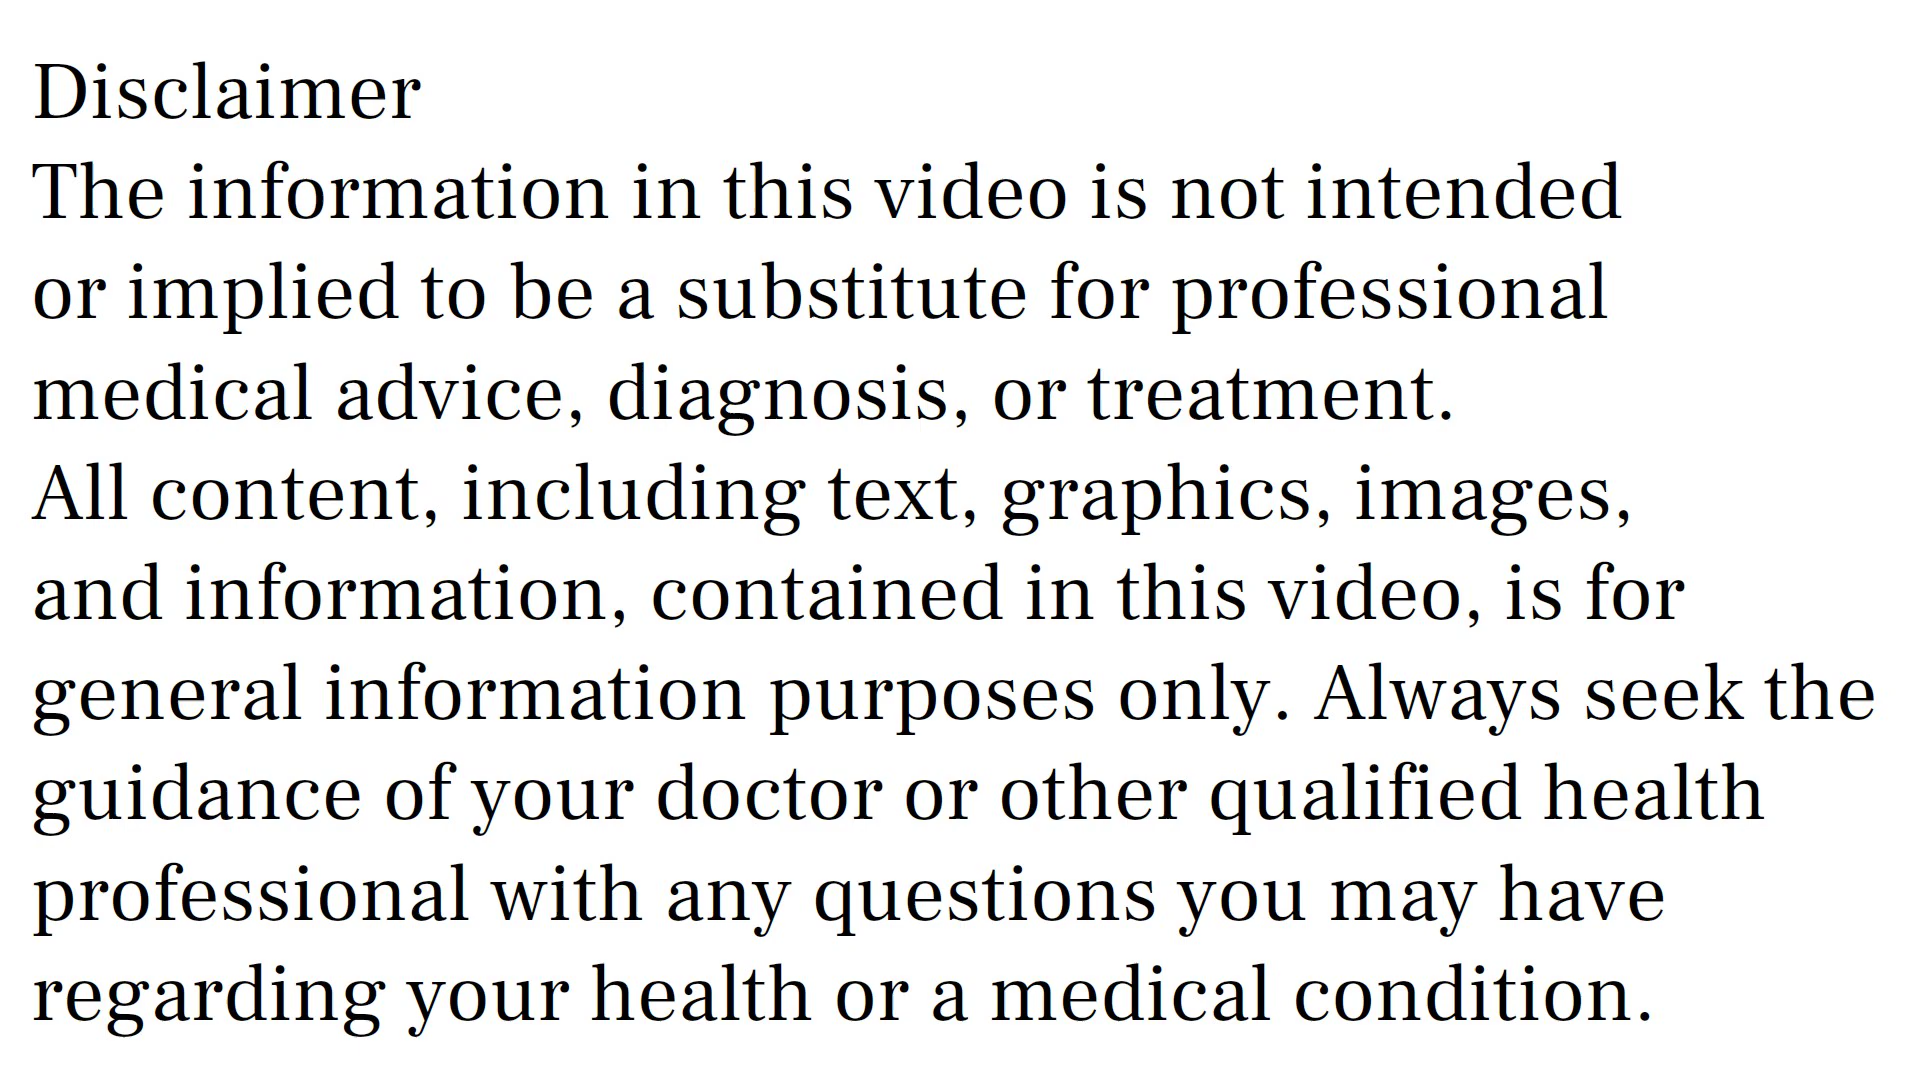 Disclaimer
The information in this video is not intended
or implied to be a substitute for professional
medical advice, diagnosis, or treatment.
All content, including text, graphics, images,
and information, contained in this video, is for
general information purposes only. Always seek the
guidance of your doctor or other qualified health
professional with any questions you may have
regarding your health or a medical condition.